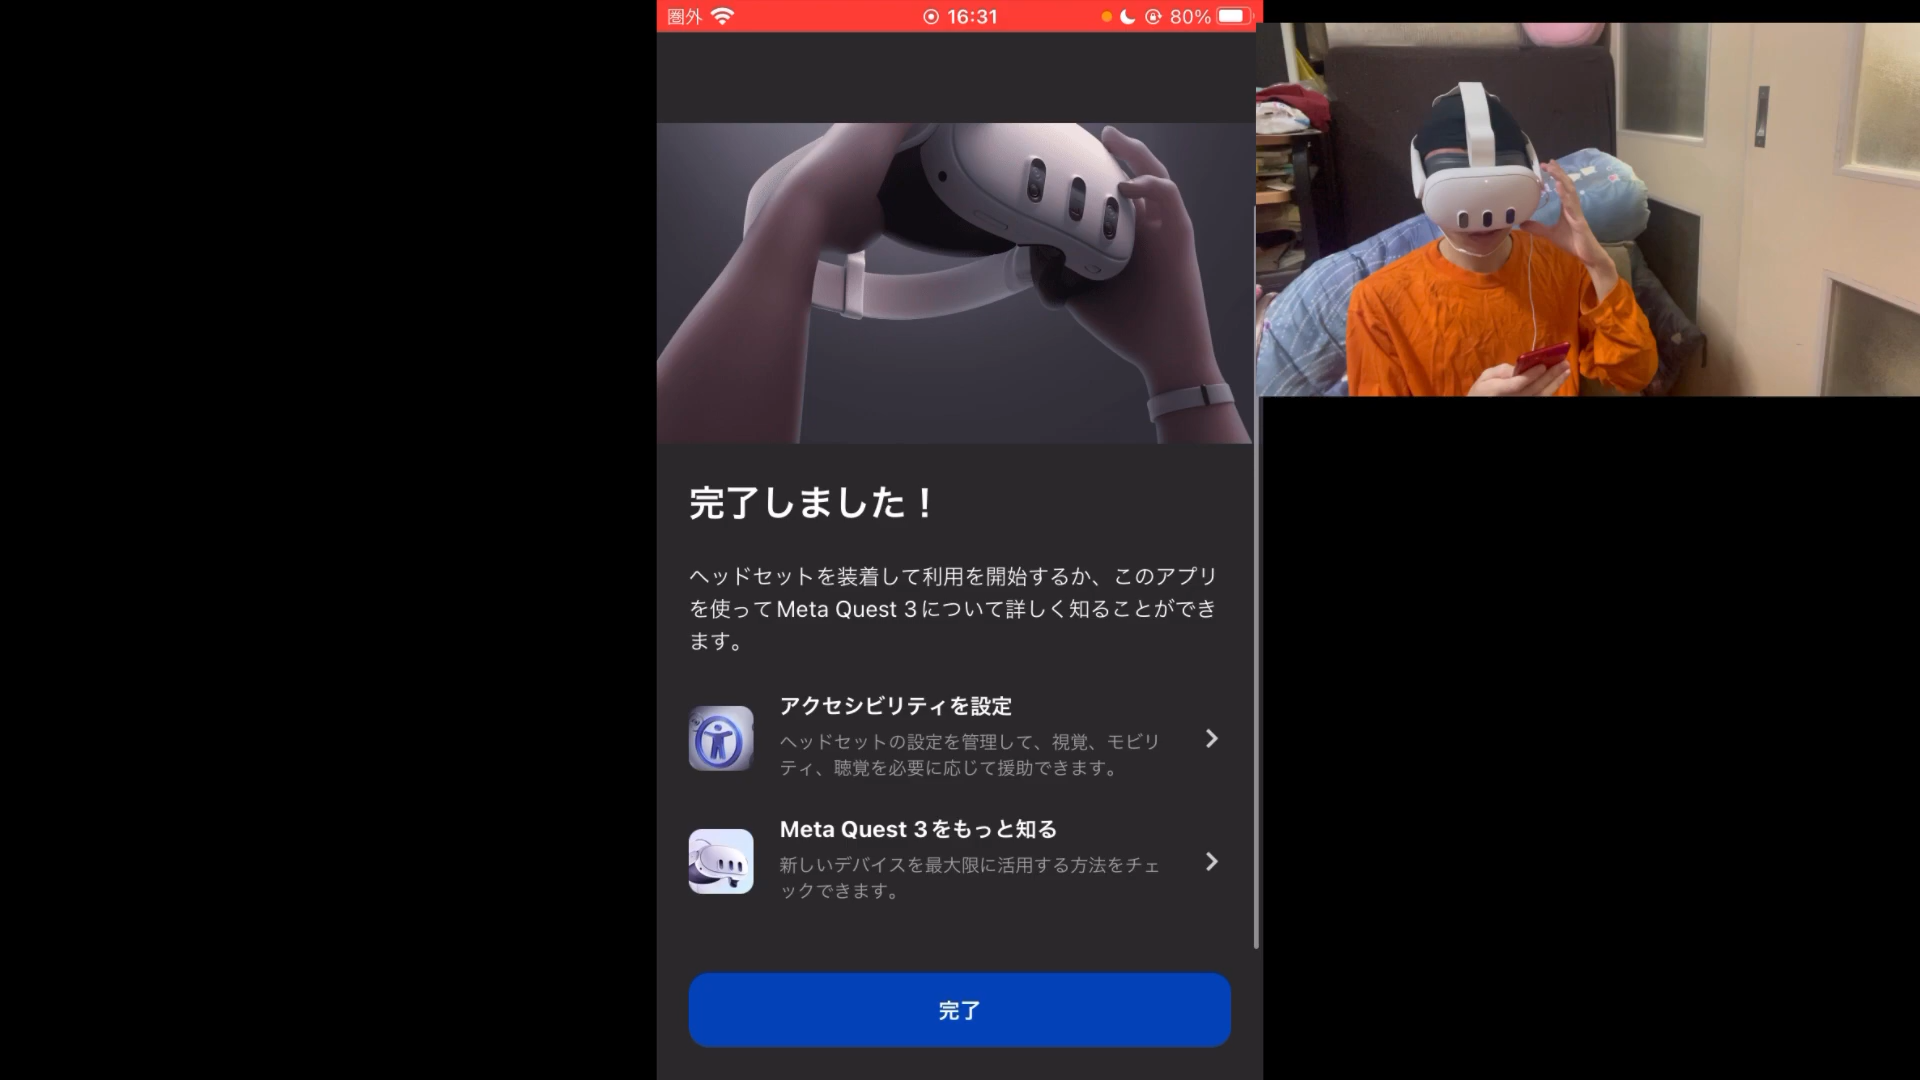 圏外 16:31 80%
完了しました！
ヘッドセットを装着して利用を開始するか、このアプリ
を使ってMeta Quest 3について詳しく知ることができ
ます。
アクセシビリティを設定
ヘッドセットの設定を管理して、視覚、モビリ
ティ、聴覚を必要に応じて援助できます。
Meta Quest 3をもっと知る
新しいデバイスを最大限に活用する方法をチェ
ックできます。
完了